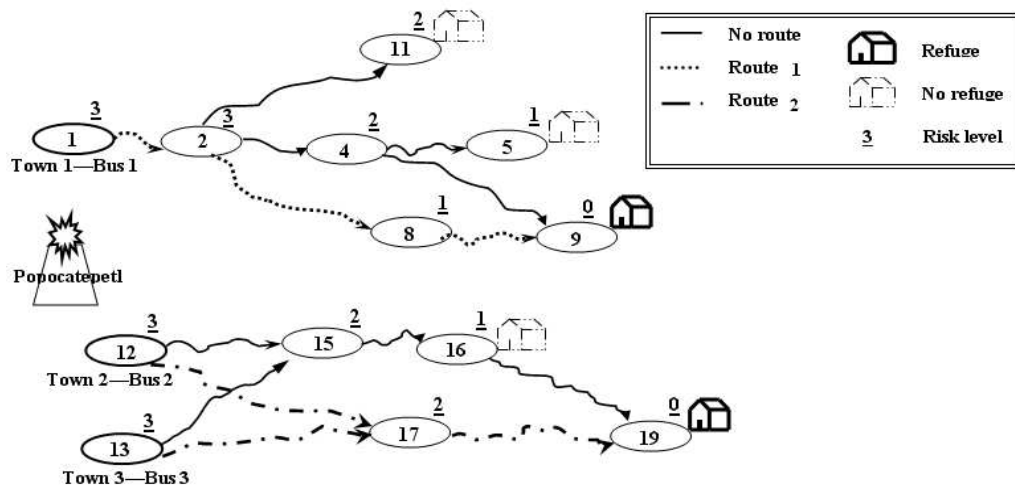 2
11
No route
Refuge
Route 1
No refuge
Route 2
3 Risk level
3
1
Town 1—Bus 1
3
2
2
4
1
5
1
8
0
9
Popocatepetl
3
12
Town 2—Bus 2
2
15
1
16
3
13
Town 3—Bus 3
2
17
0
19